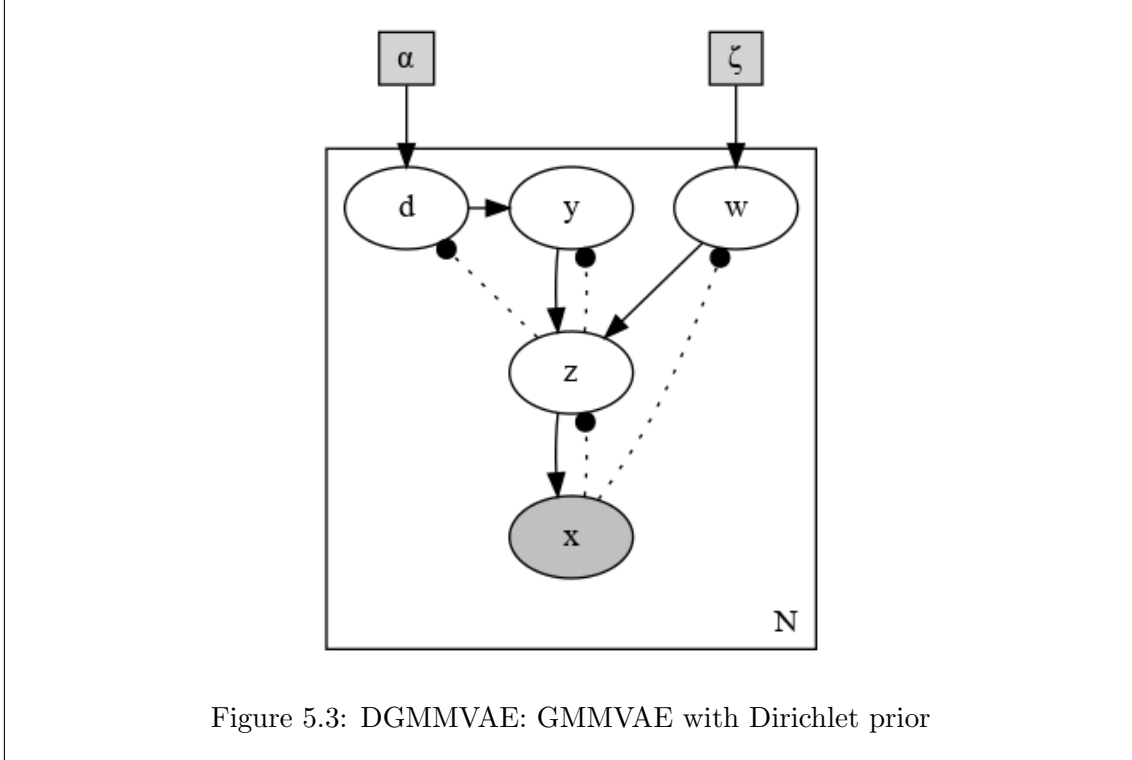 α ζ
d y w
z
x
N
Figure 5.3: DGMMVAE: GMMVAE with Dirichlet prior